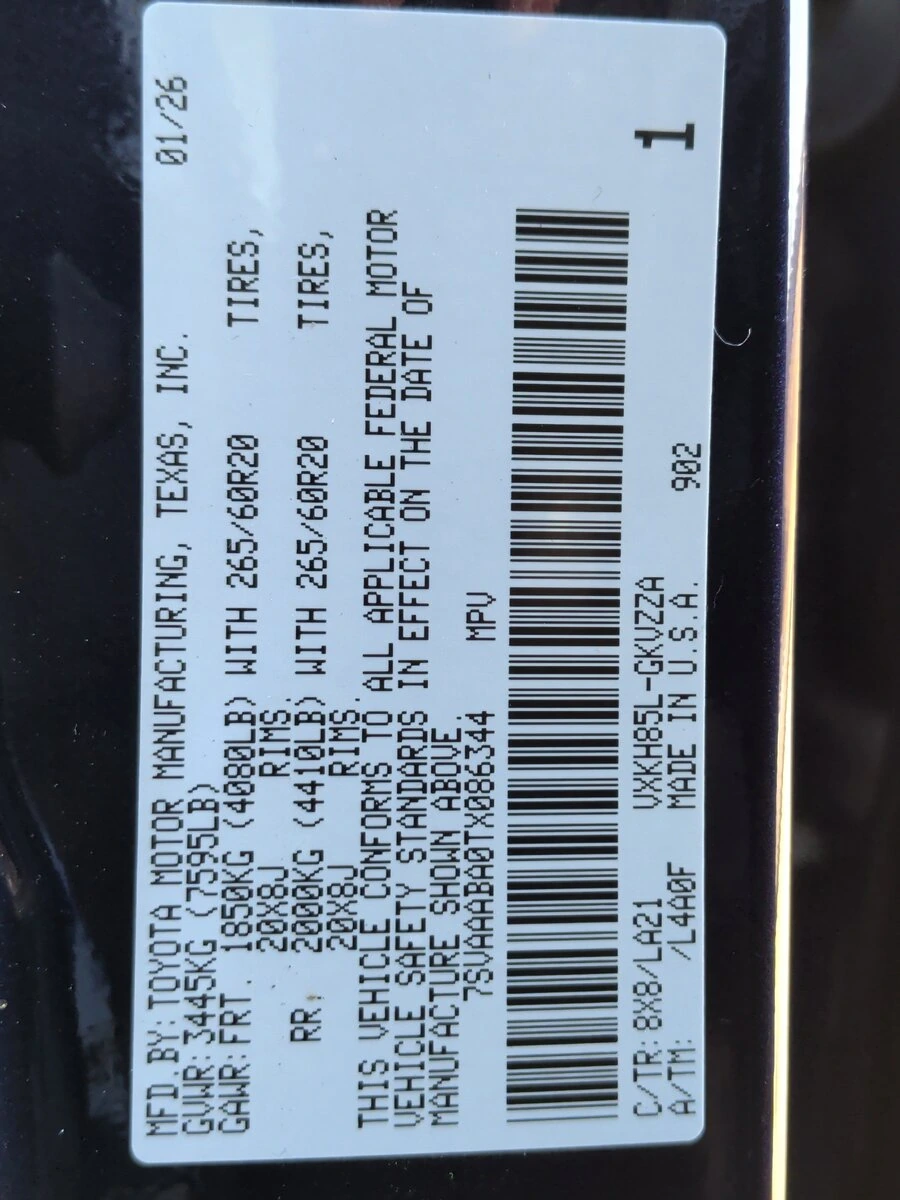 MFD.BY:TOYOTA MOTOR MANUFACTURING, TEXAS, INC. 01/26
GVWR:3445KG (7595LB)
GAWR:FRT. 1850KG (4080LB) WITH 265/60R20 TIRES,
20X8J RIMS,
RR. 2000KG (4410LB) WITH 265/60R20 TIRES,
20X8J RIMS.
THIS VEHICLE CONFORMS TO ALL APPLICABLE FEDERAL MOTOR
VEHICLE SAFETY STANDARDS IN EFFECT ON THE DATE OF
MANUFACTURE SHOWN ABOVE.
7SVAAABA0TX086344 MPV
C/TR:8X8/LA21 VXKH85L-GKVZZA 1
A/TM: /L4A0F MADE IN U.S.A. 902